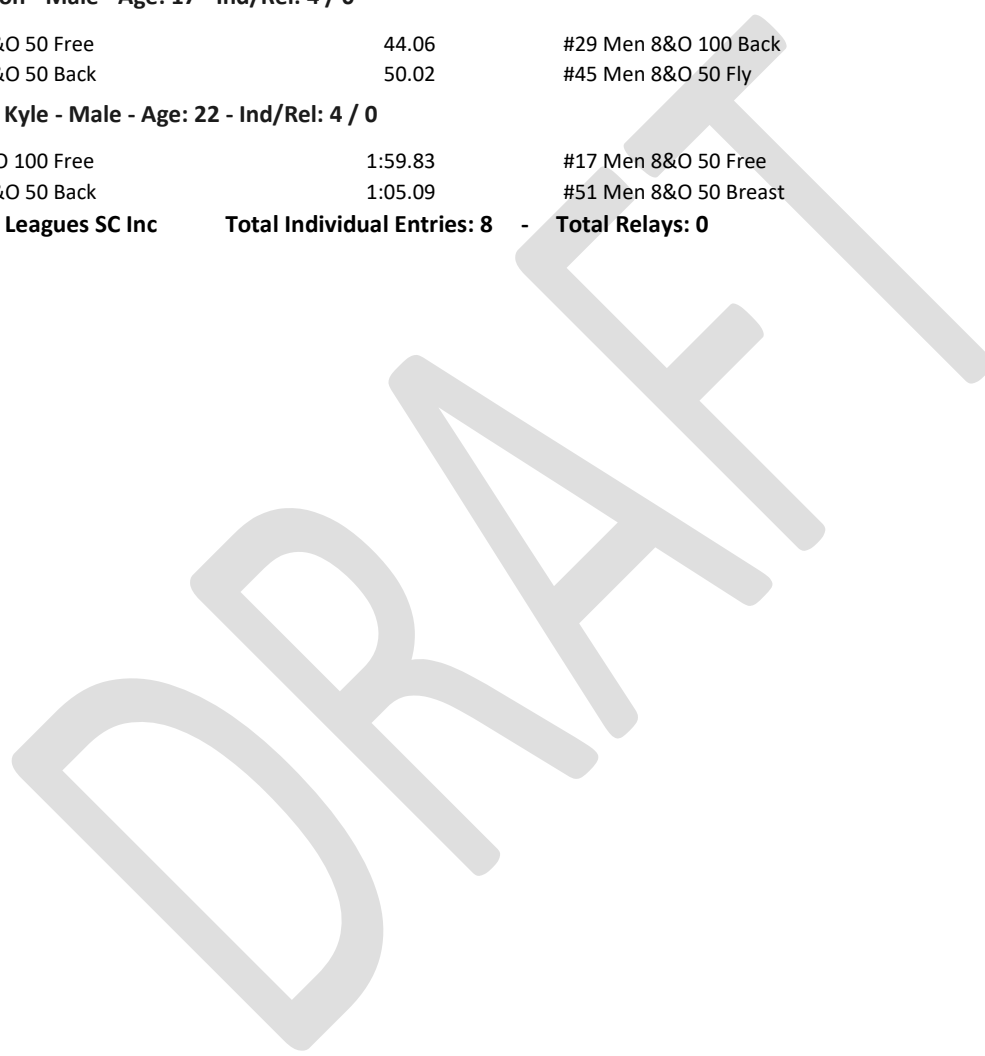 on - Male - Age: 17 - Ind/Rel: 4 / 0
&O 50 Free 44.06 #29 Men 8&O 100 Back
&O 50 Back 50.02 #45 Men 8&O 50 Fly
Kyle - Male - Age: 22 - Ind/Rel: 4 / 0
O 100 Free 1:59.83 #17 Men 8&O 50 Free
&O 50 Back 1:05.09 #51 Men 8&O 50 Breast
Leagues SC Inc Total Individual Entries: 8 - Total Relays: 0
DRAFT